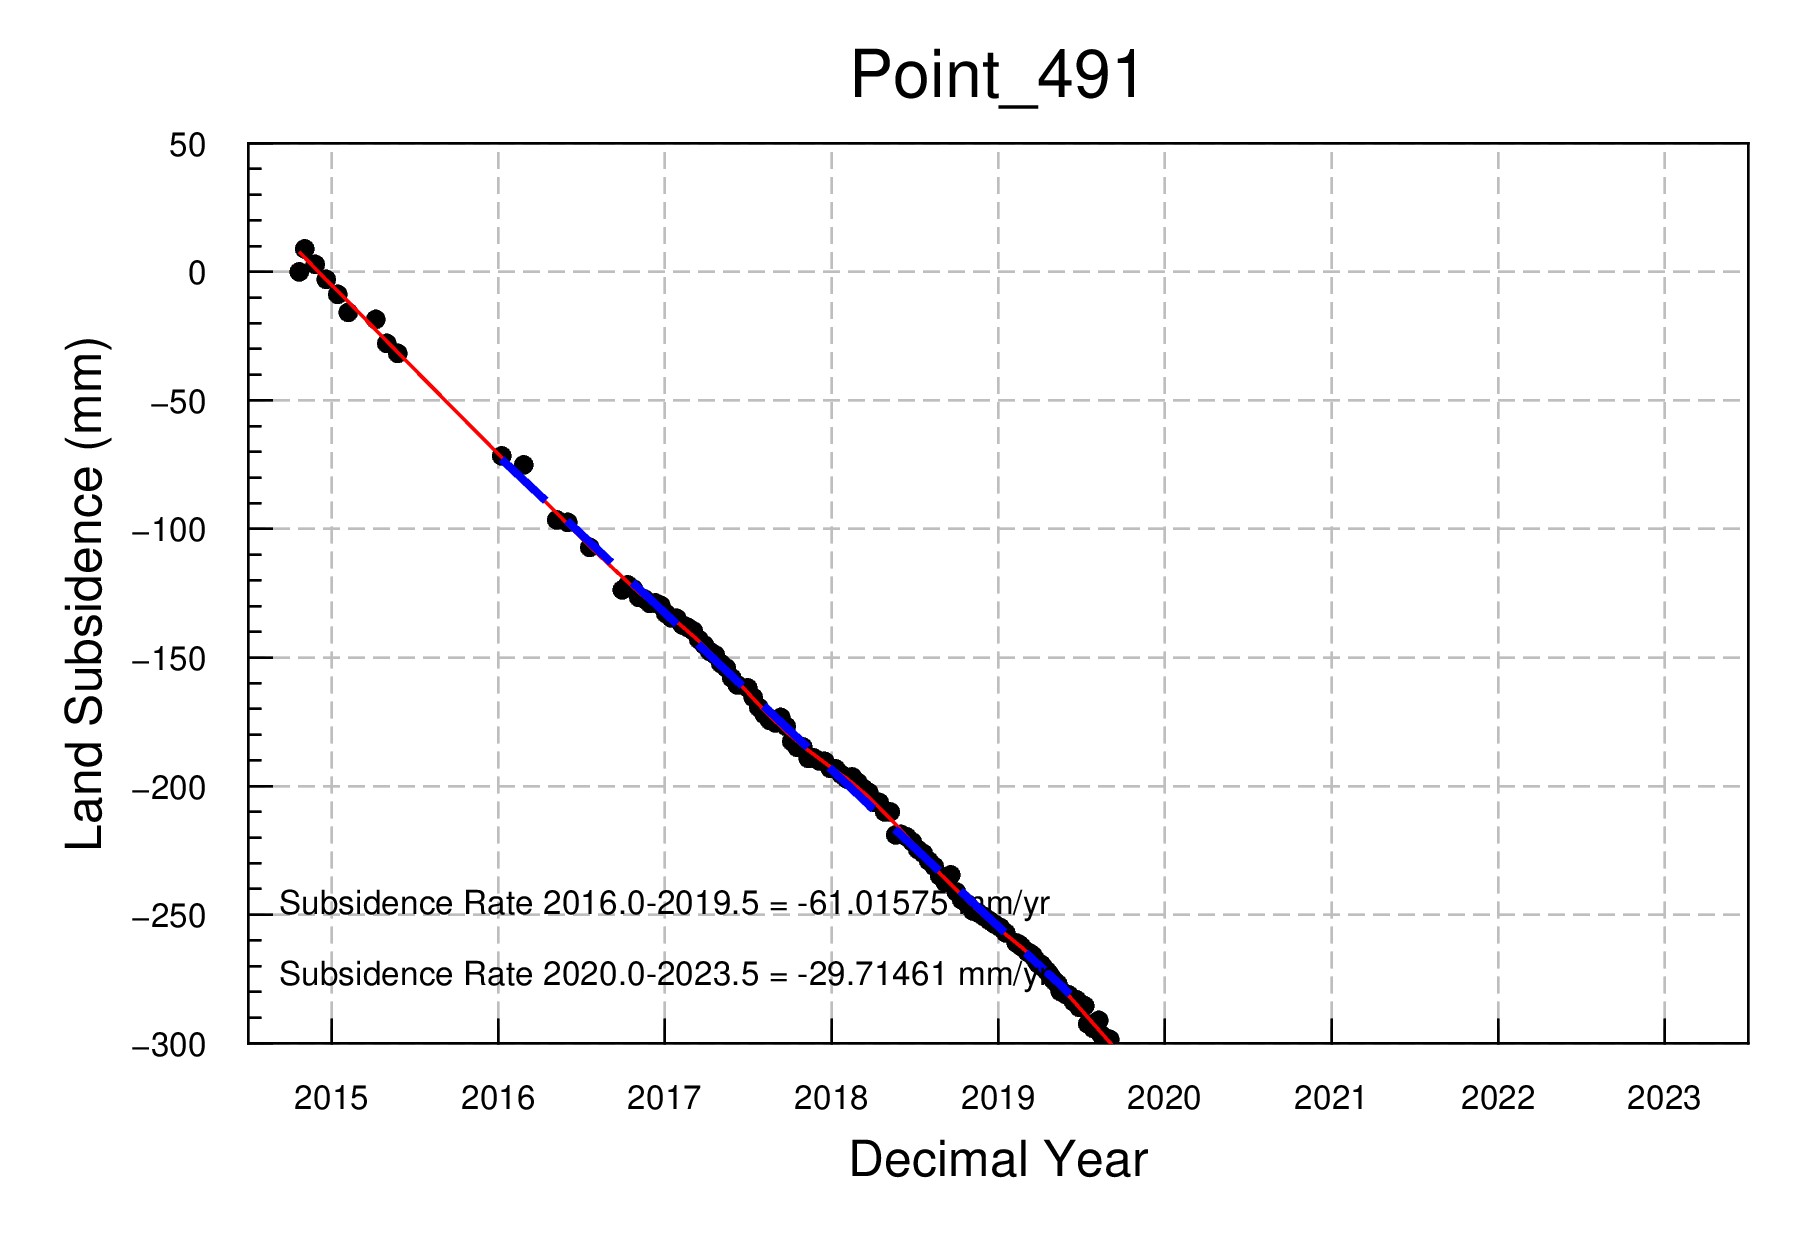 Point_491
50
0
−50
−100
−150
−200
−250
−300
Land Subsidence (mm)
Subsidence Rate 2016.0-2019.5 = -61.01575 mm/yr
Subsidence Rate 2020.0-2023.5 = -29.71461 mm/yr
2015 2016 2017 2018 2019 2020 2021 2022 2023
Decimal Year